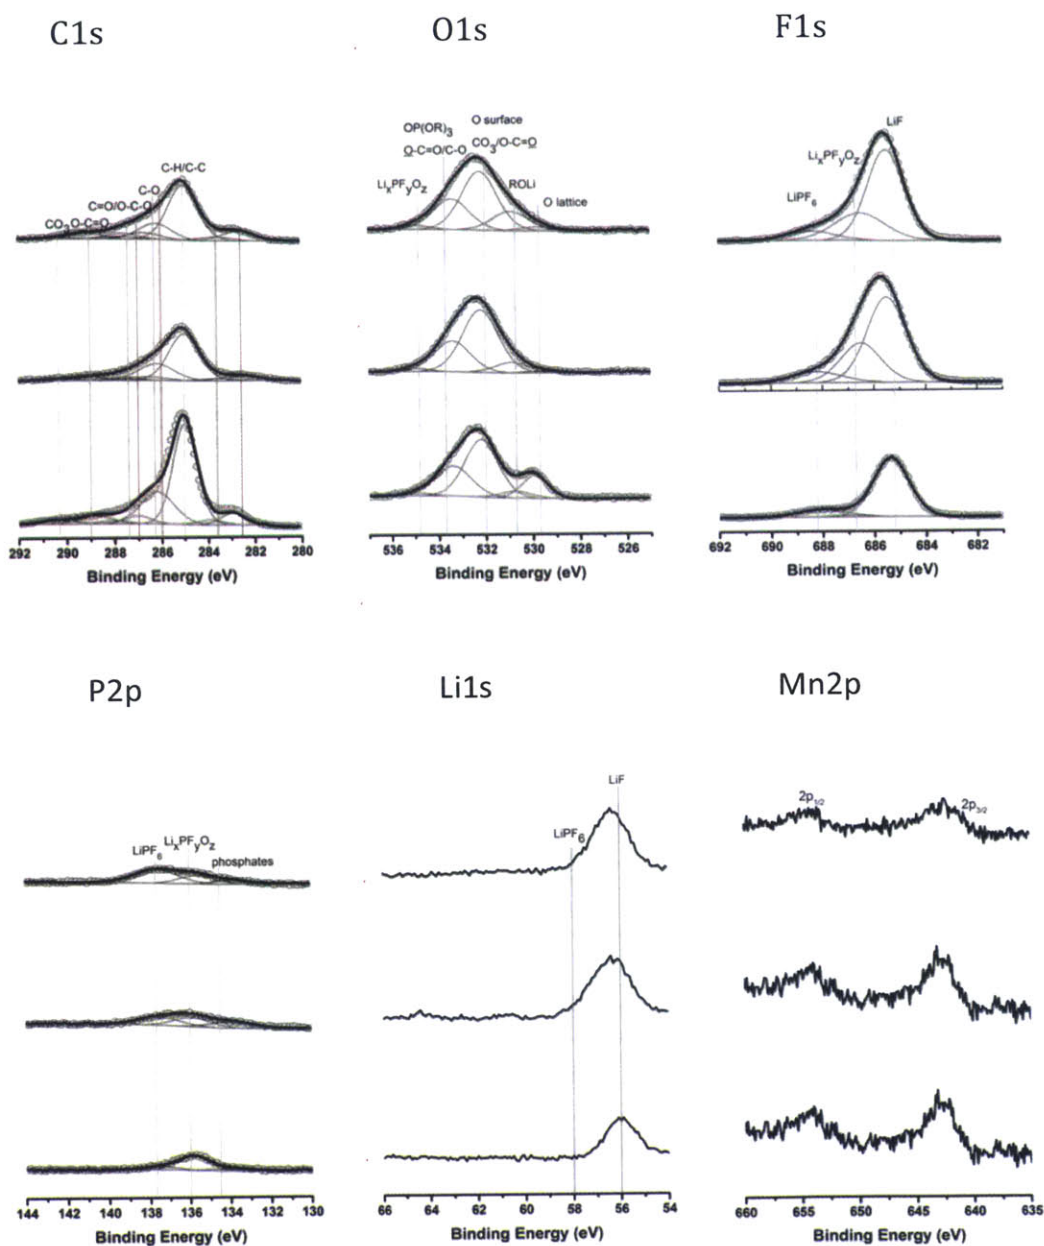 C1s
O1s
F1s
C-H/C-C
C-O
C=O/O-C-O
CO3 O-C=O
292 290 288 286 284 282 280
Binding Energy (eV)
O surface
OP(OR)3
O-C=O/C-O CO3/O-C=O
LixPFyOz
ROLi
O lattice
536 534 532 530 528 526
Binding Energy (eV)
LiF
LixPFyOz
LiPF6
692 690 688 686 684 682
Binding Energy (eV)
P2p
Li1s
Mn2p
LiPF6 LixPFyOz
phosphates
144 142 140 138 136 134 132 130
Binding Energy (eV)
LiF
LiPF6
66 64 62 60 58 56 54
Binding Energy (eV)
2p1/2
2p3/2
660 655 650 645 640 635
Binding Energy (eV)